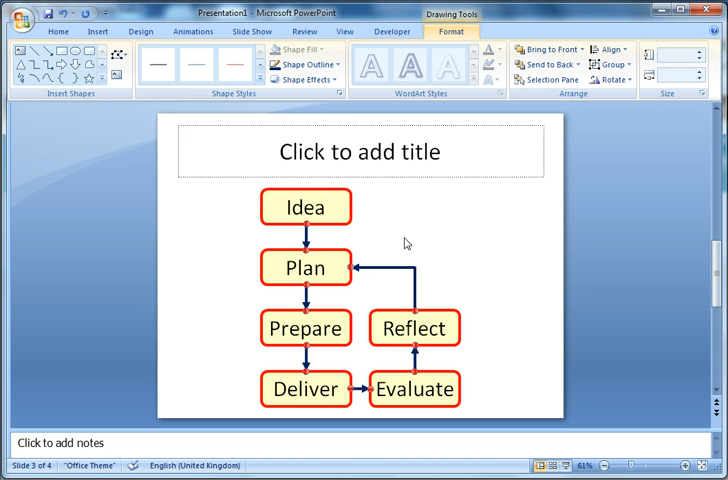 Presentation1 - Microsoft PowerPoint
Drawing Tools
Home Insert Design Animations Slide Show Review View Developer Format
Shape Fill
Shape Outline
Shape Effects
Bring to Front Align
Send to Back Group
Selection Pane Rotate
Insert Shapes Shape Styles WordArt Styles Arrange Size
Click to add title
Idea
Plan
Prepare Reflect
Deliver Evaluate
Click to add notes
Slide 3 of 4 "Office Theme" English (United Kingdom) 61%